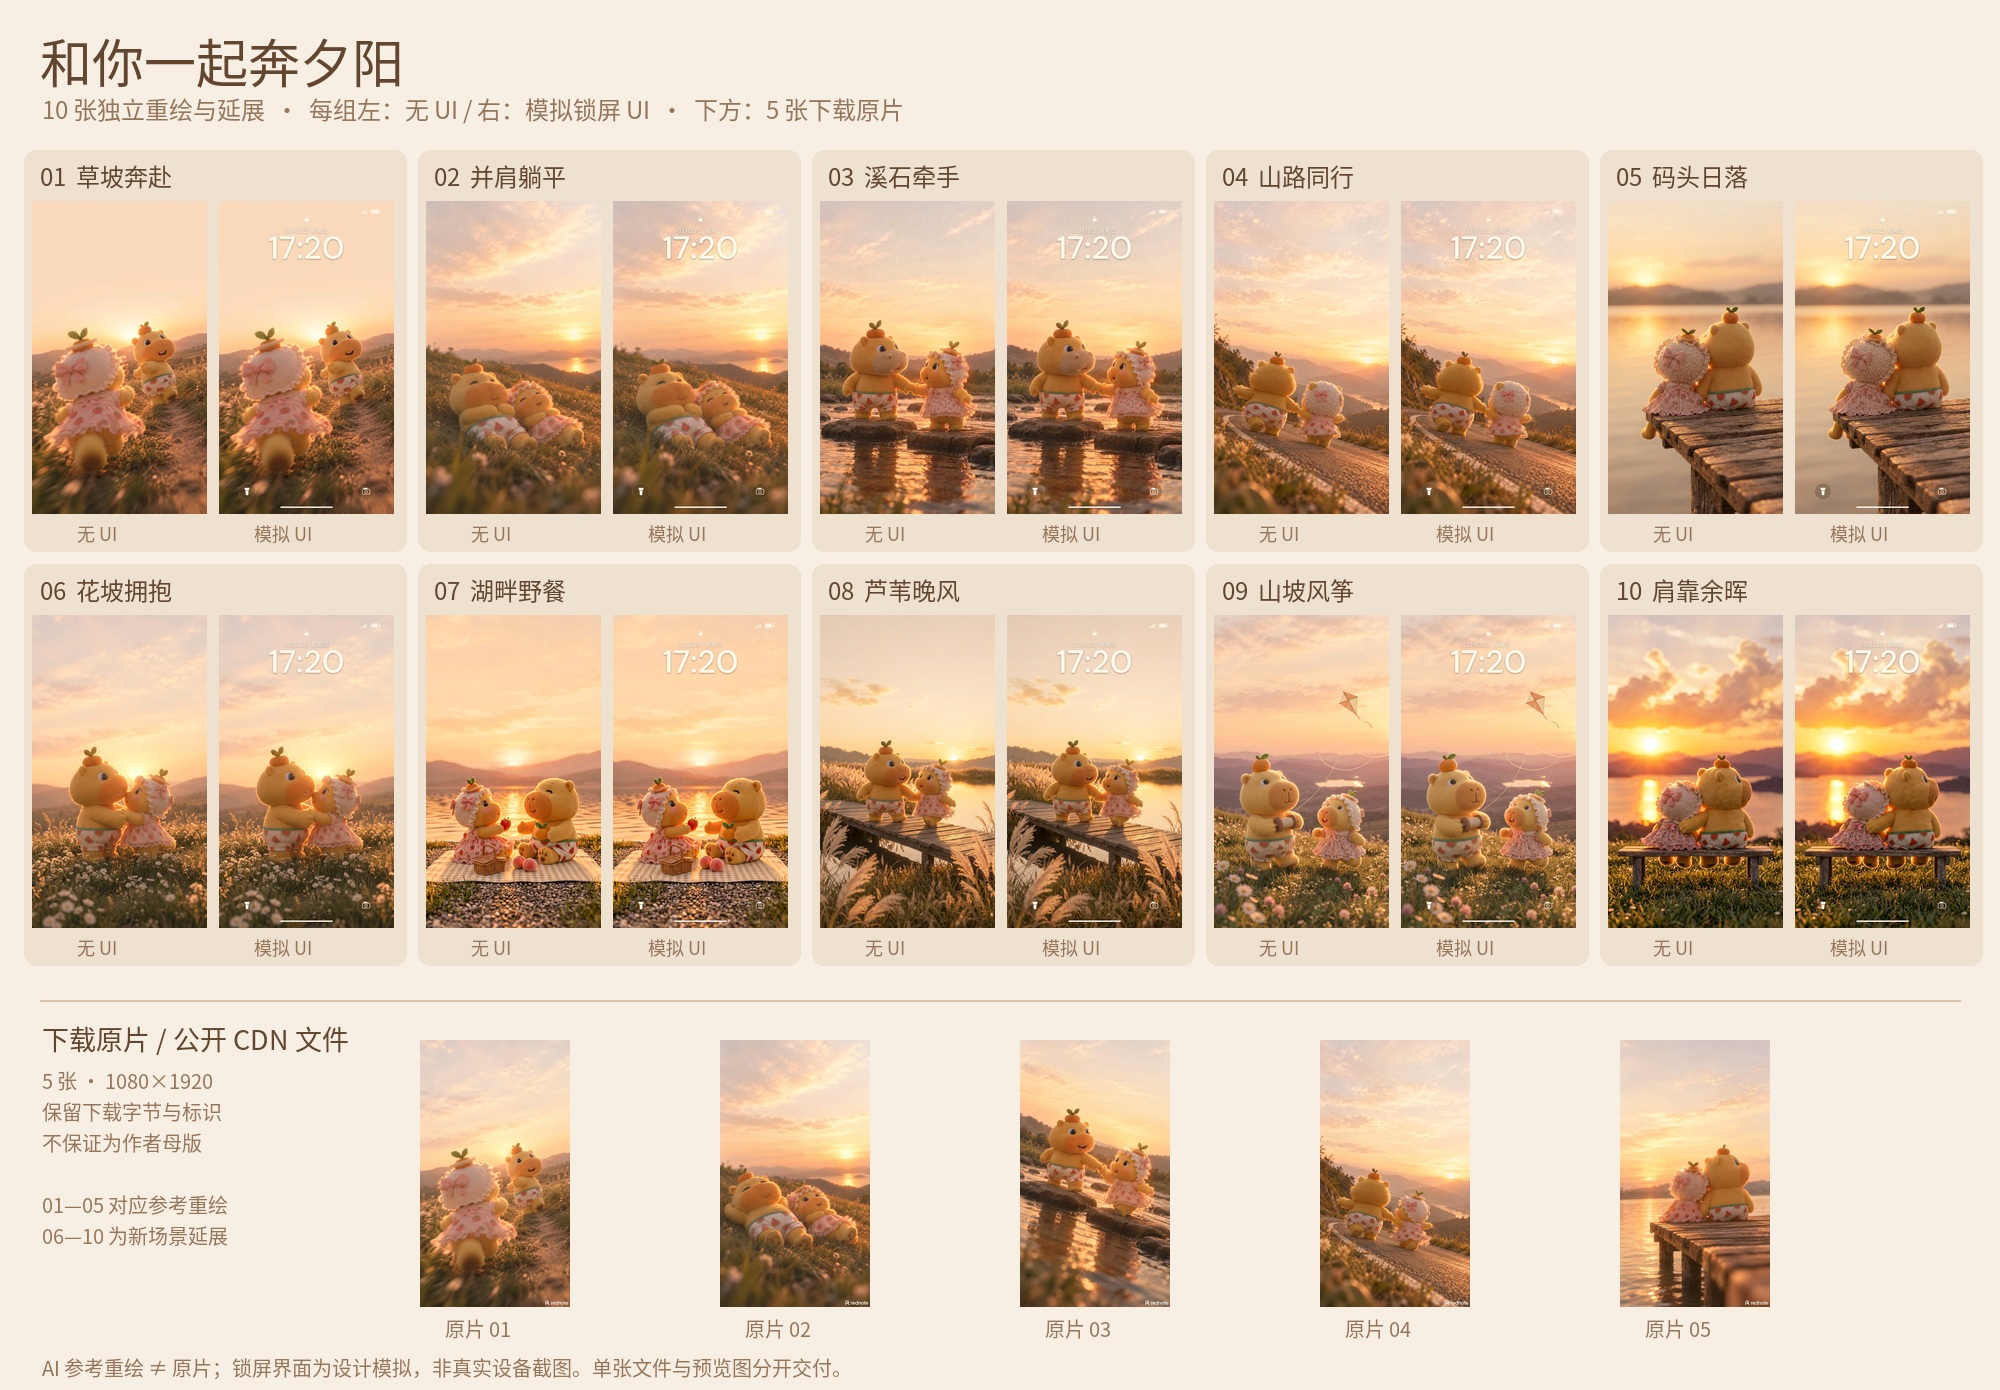 和你一起奔夕阳
10 张独立重绘与延展 • 每组左：无 UI / 右：模拟锁屏 UI • 下方：5 张下载原片
01 草坡奔赴
02 并肩躺平
03 溪石牵手
04 山路同行
05 码头日落
17:20
17:20
17:20
17:20
17:20
无 UI
模拟 UI
无 UI
模拟 UI
无 UI
模拟 UI
无 UI
模拟 UI
无 UI
模拟 UI
06 花坡拥抱
07 湖畔野餐
08 芦苇晚风
09 山坡风筝
10 肩靠余晖
17:20
17:20
17:20
17:20
17:20
无 UI
模拟 UI
无 UI
模拟 UI
无 UI
模拟 UI
无 UI
模拟 UI
无 UI
模拟 UI
下载原片 / 公开 CDN 文件
5 张 • 1080×1920
保留下载字节与标识
不保证为作者母版
01—05 对应参考重绘
06—10 为新场景延展
rednote
rednote
rednote
rednote
rednote
原片 01
原片 02
原片 03
原片 04
原片 05
AI 参考重绘 ≠ 原片；锁屏界面为设计模拟，非真实设备截图。单张文件与预览图分开交付。